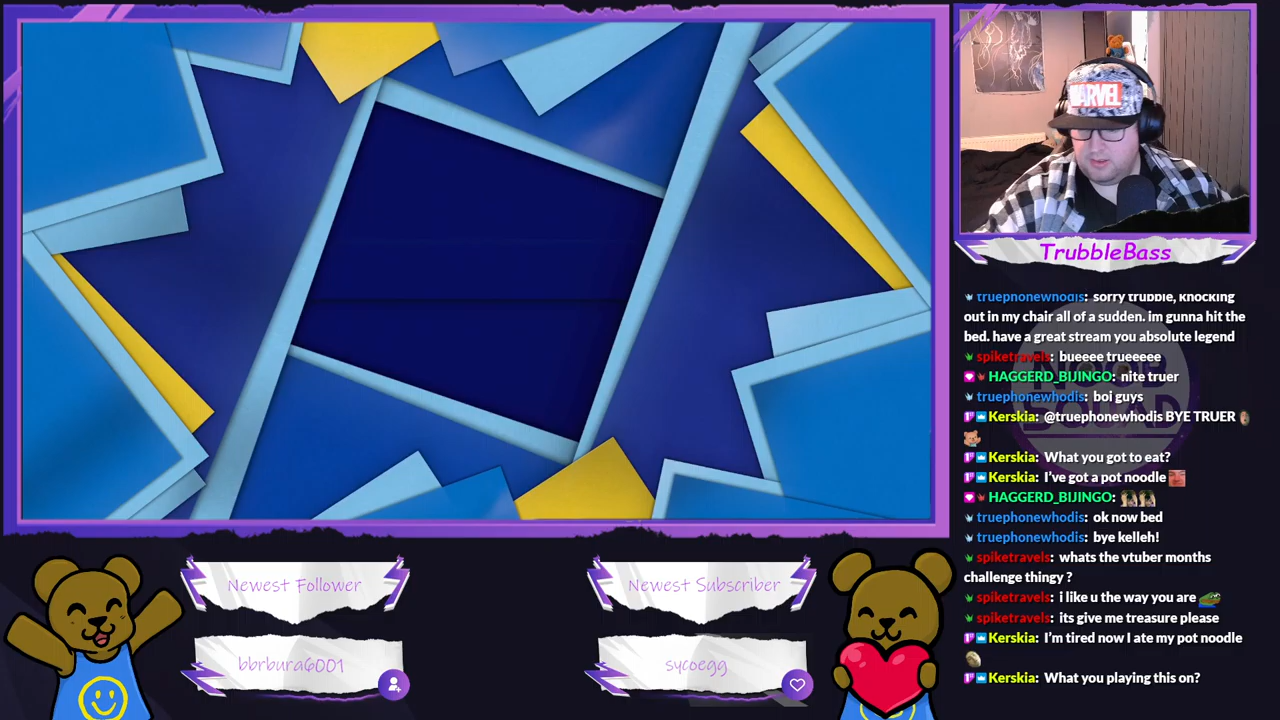 MARVEL
TrubbleBass
truephonewhodis: sorry trubble, knocking
out in my chair all of a sudden. im gunna hit the
bed. have a great stream you absolute legend
spiketravels: bueeee trueeeee
HAGGERD_BIJINGO: nite truer
truephonewhodis: boi guys
Kerskia: @truephonewhodis BYE TRUER
Kerskia: What you got to eat?
Kerskia: I've got a pot noodle
HAGGERD_BIJINGO:
truephonewhodis: ok now bed
truephonewhodis: bye kelleh!
spiketravels: whats the vtuber months
challenge thingy ?
spiketravels: i like u the way you are
spiketravels: its give me treasure please
Kerskia: I'm tired now I ate my pot noodle
Kerskia: What you playing this on?
NOOB
SQUAD
Newest Follower
bbrbura6001
Newest Subscriber
sycoegg